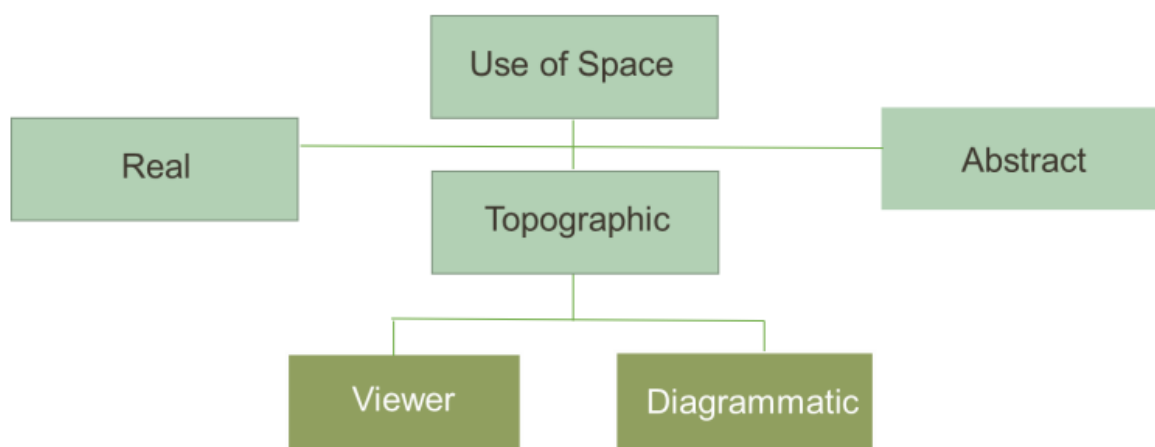 Use of Space
Real
Abstract
Topographic
Viewer
Diagrammatic